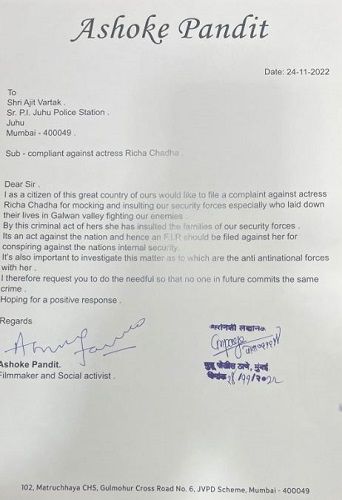 Ashoke Pandit
Date: 24-11-2022
To
Shri Ajit Vartak .
Sr. P.I. Juhu Police Station .
Juhu
Mumbai - 400049 .
Sub - compliant against actress Richa Chadha .
Dear Sir .
I as a citizen of this great country of ours would like to file a complaint against actress
Richa Chadha for mocking and insulting our security forces especially who laid down
their lives in Galwan valley fighting our enemies .
By this criminal act of hers she has insulted the families of our security forces .
Its an act against the nation and hence an F.I.R should be filed against her for
conspiring against the nations internal security .
It's also important to investigate this matter as to which are the anti antinational forces
with her .
I therefore request you to do the needful so that no one in future commits the same
crime .
Hoping for a positive response .
Regards
Ashoke Pandit.
Filmmaker and Social activist .
जुहू पोलीस ठाणे, मुंबई
102, Matruchhaya CHS, Gulmohur Cross Road No. 6, JVPD Scheme, Mumbai - 400049